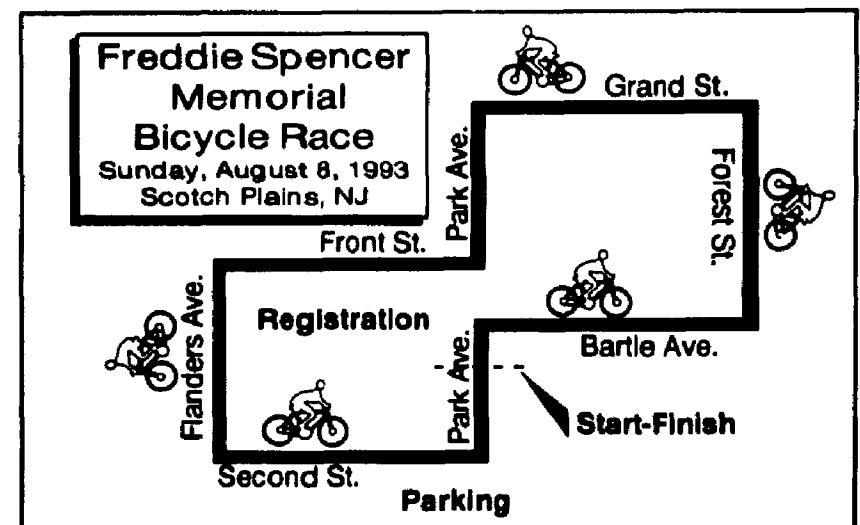 Freddie Spencer
Memorial
Bicycle Race
Sunday, August 8, 1993
Scotch Plains, NJ
Grand St.
Park Ave.
Forest St.
Front St.
Flanders Ave.
Registration
Bartle Ave.
Park Ave.
Start-Finish
Second St.
Parking